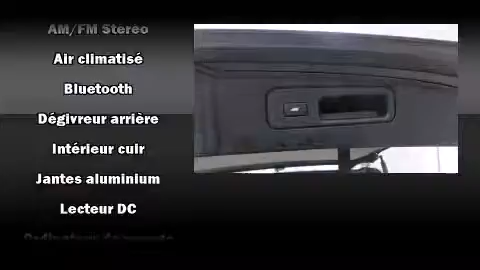 AM/FM Stereo
Air climatisé
Bluetooth
Dégivreur arrière
Intérieur cuir
Jantes aluminium
Lecteur DC